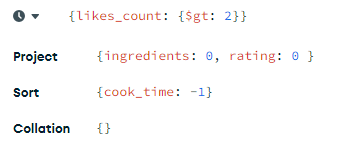 {likes_count: {$gt: 2}}
Project {ingredients: 0, rating: 0 }
Sort {cook_time: -1}
Collation {}